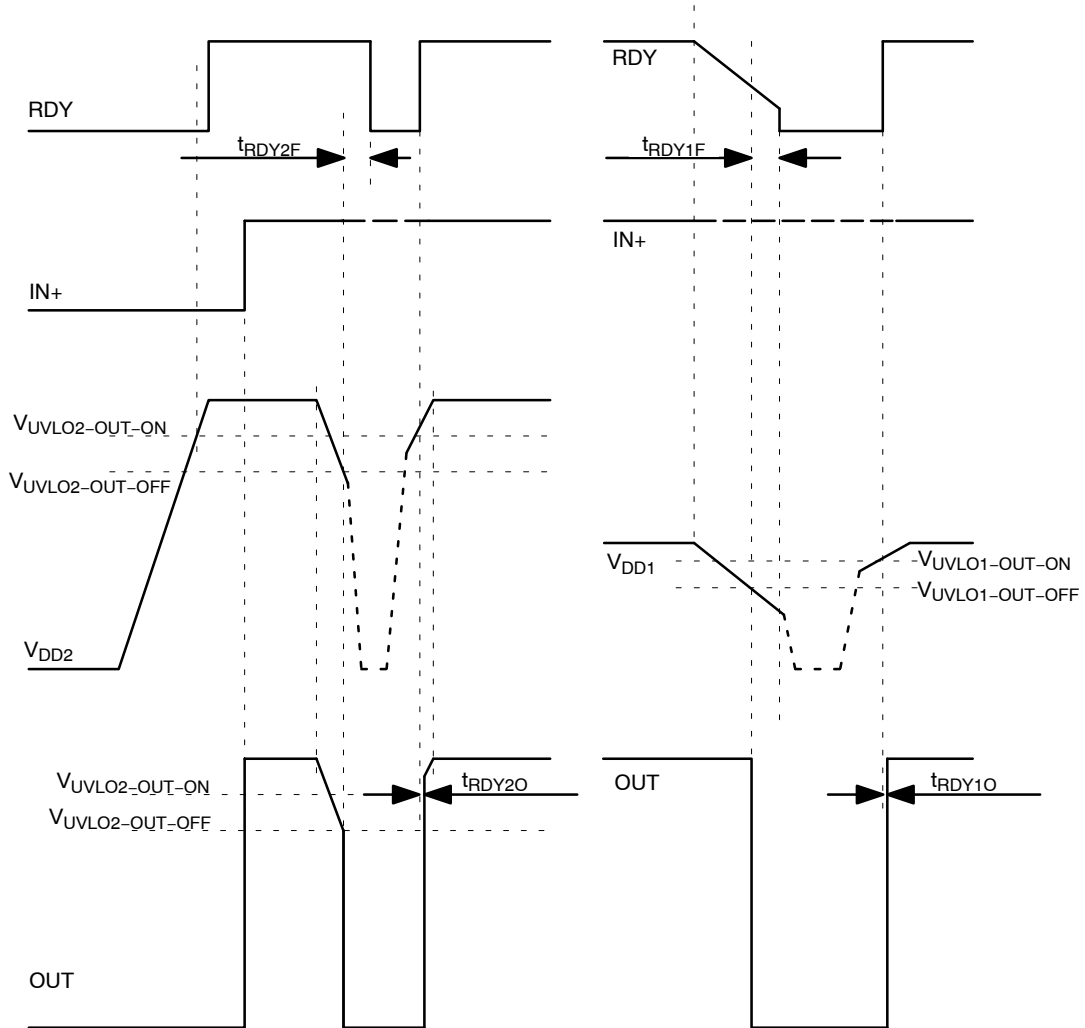 RDY
RDY
tRDY2F
tRDY1F
IN+
IN+
VUVLO2−OUT−ON
VUVLO2−OUT−OFF
VDD1
VUVLO1−OUT−ON
VUVLO1−OUT−OFF
VDD2
VUVLO2−OUT−ON
VUVLO2−OUT−OFF
tRDY2O
OUT
tRDY1O
OUT